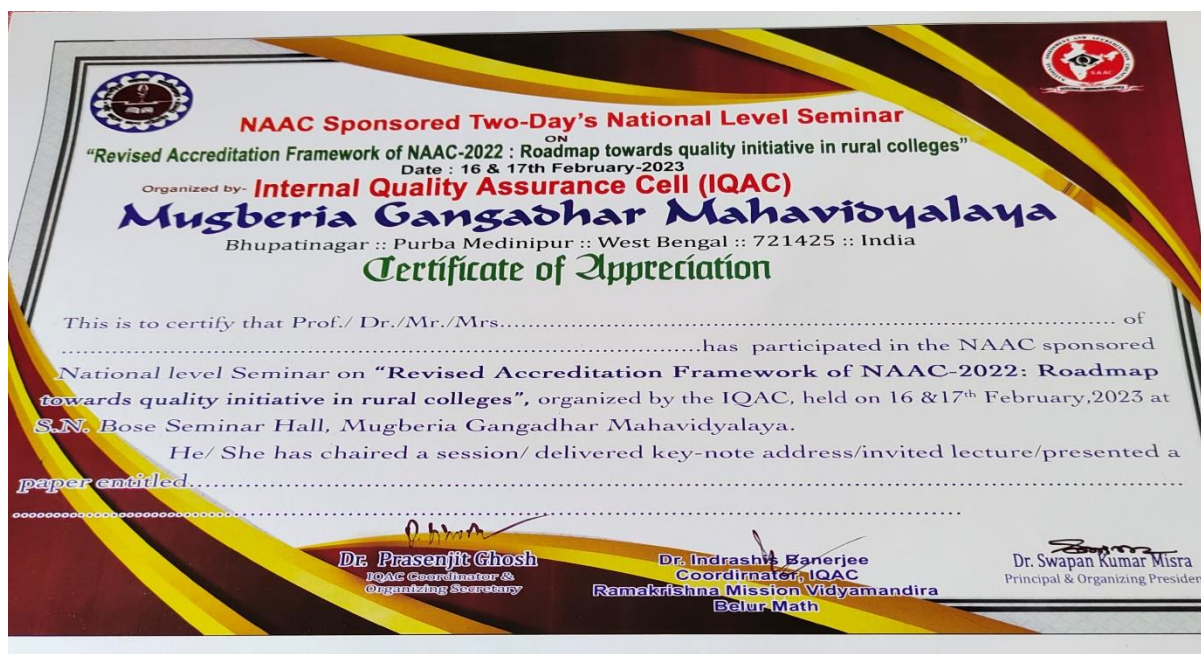 NAAC Sponsored Two-Day's National Level Seminar
ON
"Revised Accreditation Framework of NAAC-2022 : Roadmap towards quality initiative in rural colleges"
Date : 16 & 17th February-2023
Organized by- Internal Quality Assurance Cell (IQAC)
Mugberia Gangadhar Mahavidyalaya
Bhupatinagar :: Purba Medinipur :: West Bengal :: 721425 :: India
Certificate of Appreciation
This is to certify that Prof./ Dr./Mr./Mrs.............................................................................................. of
....................................................................................has participated in the NAAC sponsored
National level Seminar on "Revised Accreditation Framework of NAAC-2022: Roadmap
towards quality initiative in rural colleges", organized by the IQAC, held on 16 &17th February,2023 at
S.N. Bose Seminar Hall, Mugberia Gangadhar Mahavidyalaya.
He/ She has chaired a session/ delivered key-note address/invited lecture/presented a
paper entitled..............................................................................................................................
..............................................................................................................................
Dr. Prasenjit Ghosh
IQAC Coordinator &
Organizing Secretary
Dr. Indrashis Banerjee
Coordirnator, IQAC
Ramakrishna Mission Vidyamandira
Belur Math
Dr. Swapan Kumar Misra
Principal & Organizing President
NAAC